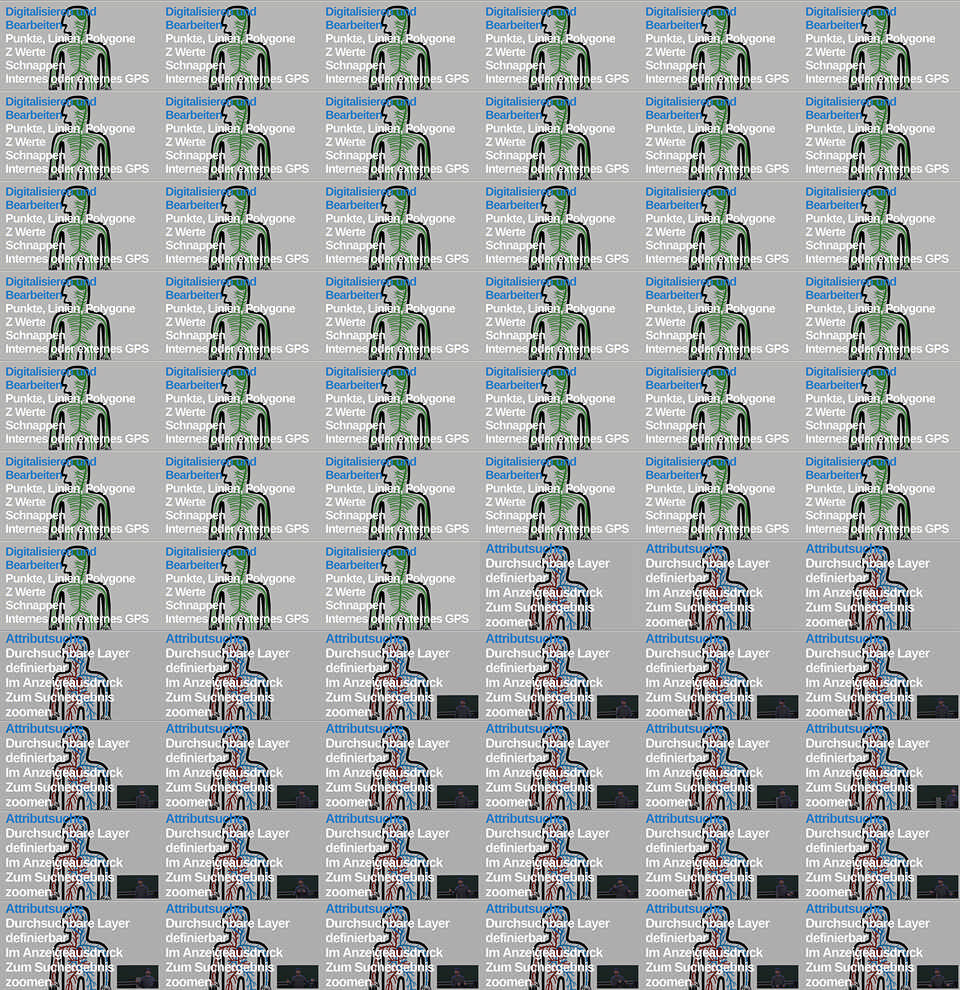 Digitalisieren und
Bearbeiten
Punkte, Linien, Polygone
Z Werte
Schnappen
Internes oder externes GPS
Attributsuche
Durchsuchbare Layer
definierbar
Im Anzeigeausdruck
Zum Suchergebnis
zoomen